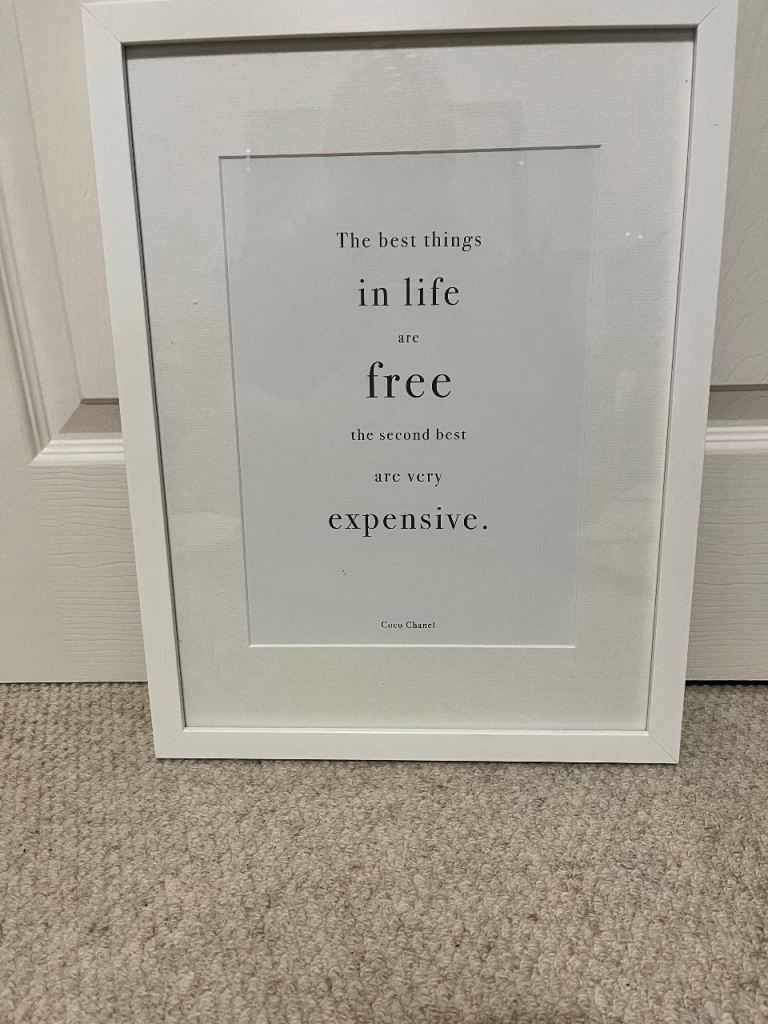 The best things
in life
are
free
the second best
are very
expensive.
Coco Chanel